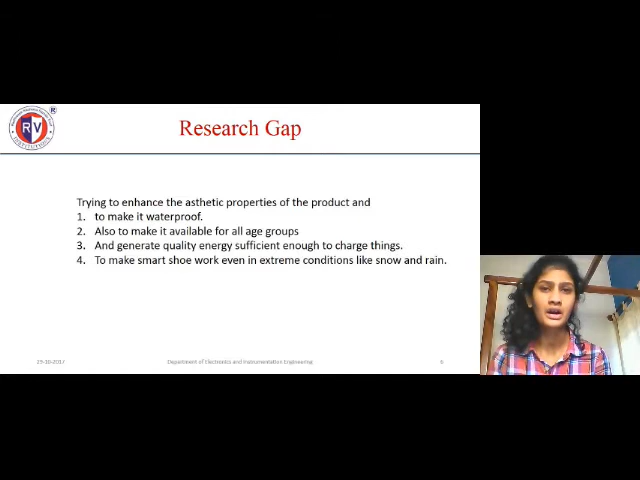 RV
INSTITUTIONS
Research Gap
Trying to enhance the asthetic properties of the product and
1. to make it waterproof.
2. Also to make it available for all age groups
3. And generate quality energy sufficient enough to charge things.
4. To make smart shoe work even in extreme conditions like snow and rain.
Department of Electronics and Instrumentation Engineering